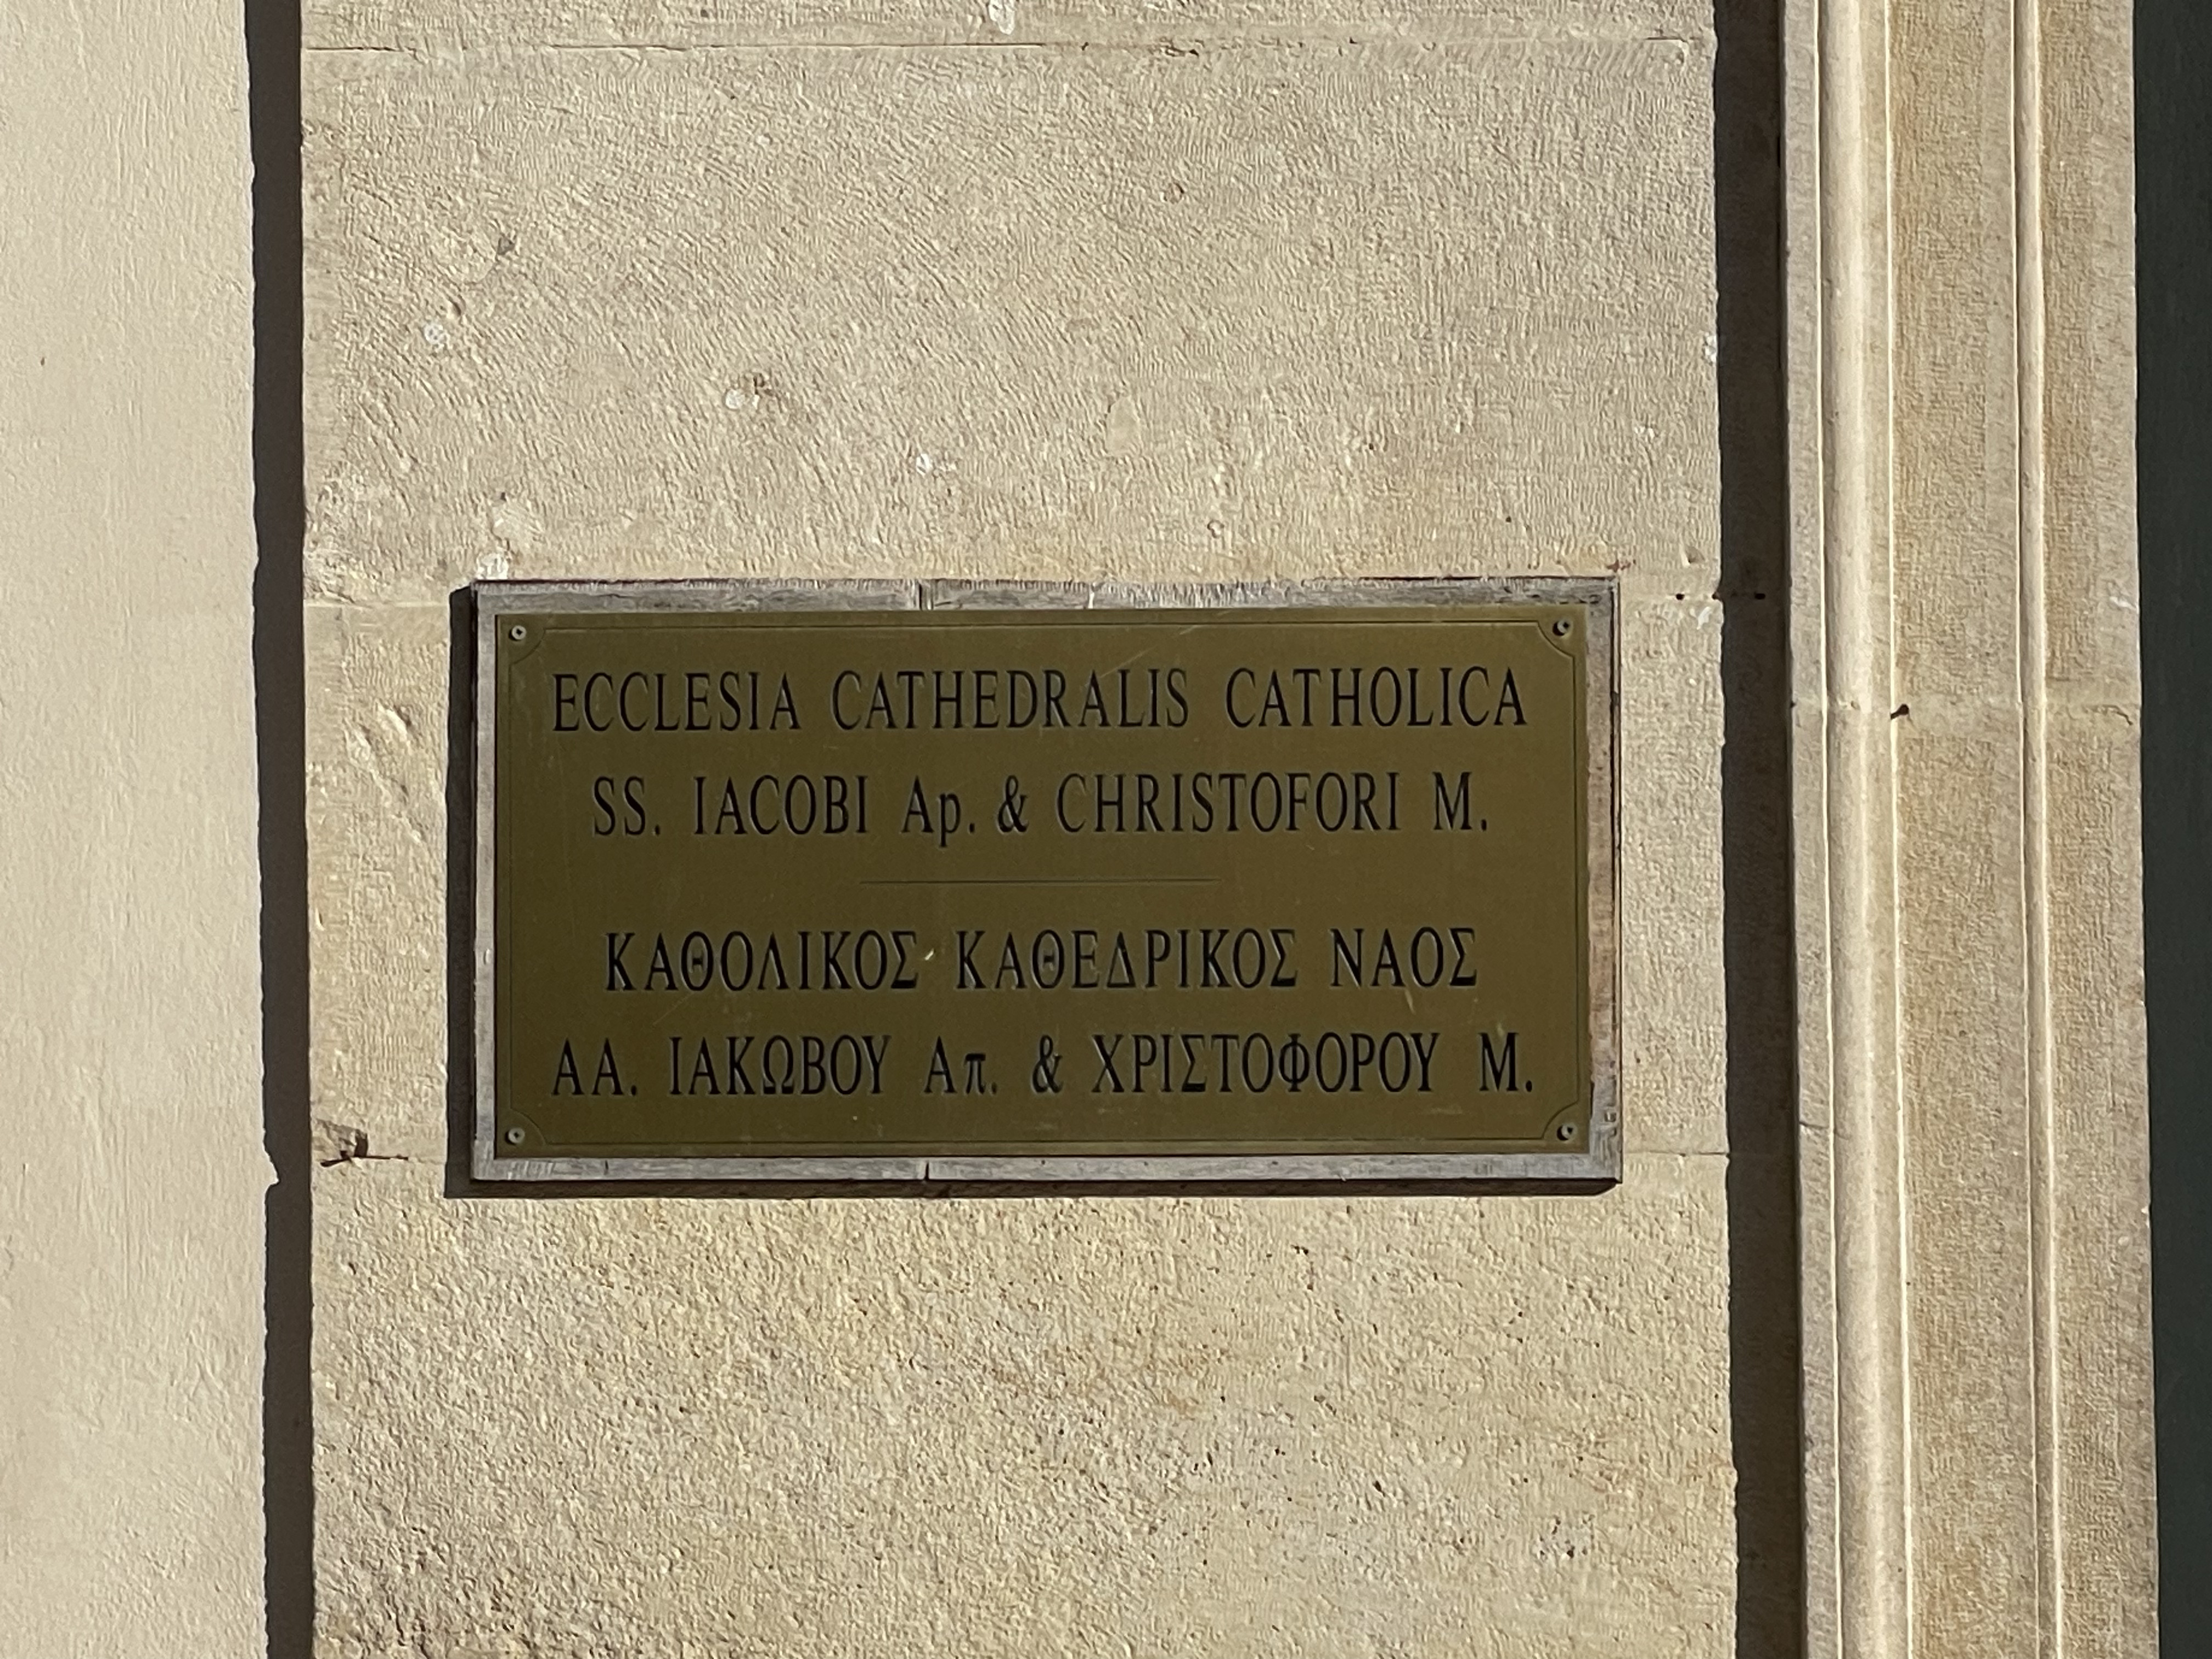 ECCLESIA CATHEDRALIS CATHOLICA
SS. IACOBI Ap. & CHRISTOFORI M.
ΚΑΘΟΛΙΚΟΣ ΚΑΘΕΔΡΙΚΟΣ ΝΑΟΣ
ΑΑ. ΙΑΚΩΒΟΥ Απ. & ΧΡΙΣΤΟΦΟΡΟΥ Μ.